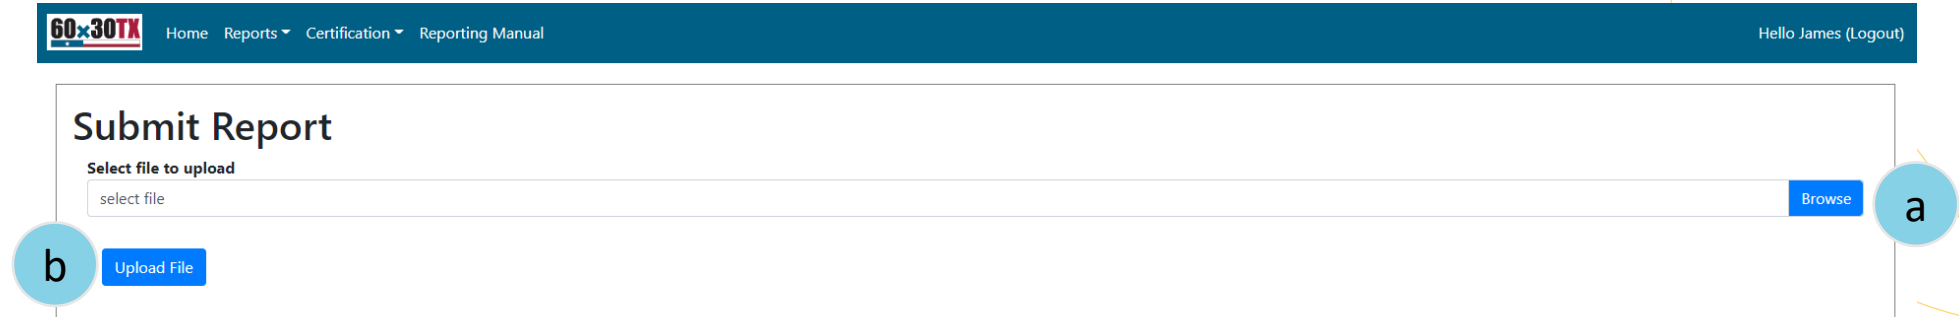 60x30TX Home Reports Certification Reporting Manual Hello James (Logout)
Submit Report
Select file to upload
select file Browse a
b Upload File